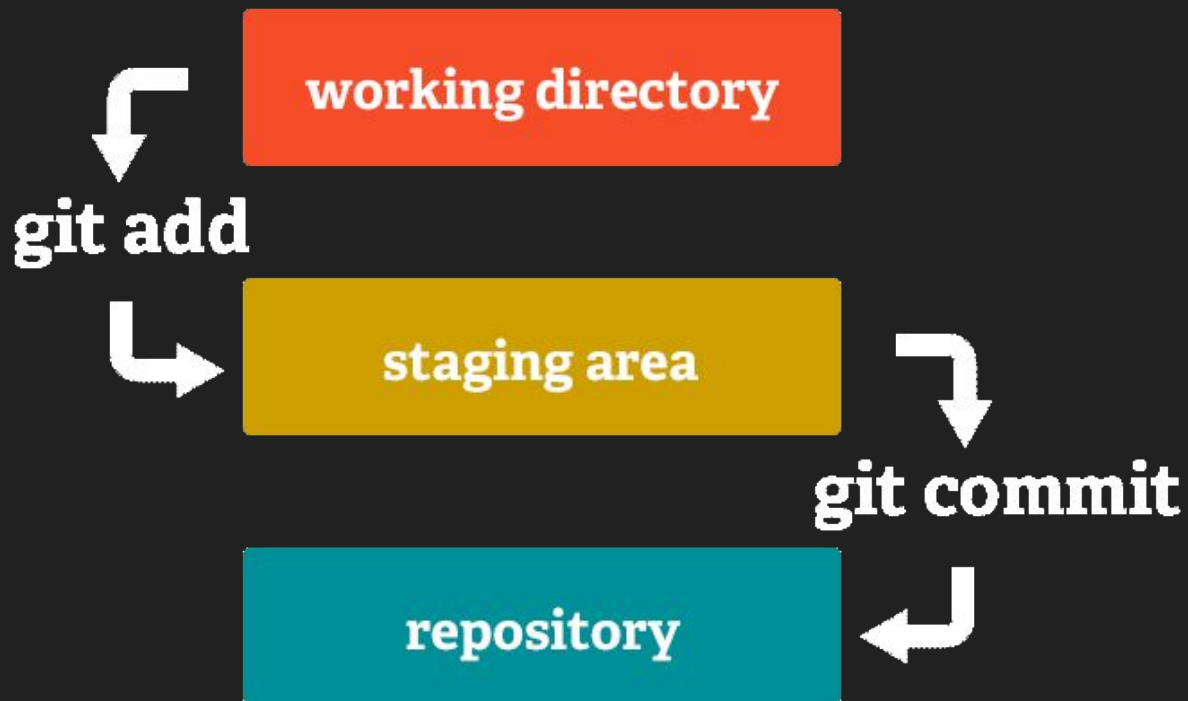 working directory
git add
staging area
git commit
repository